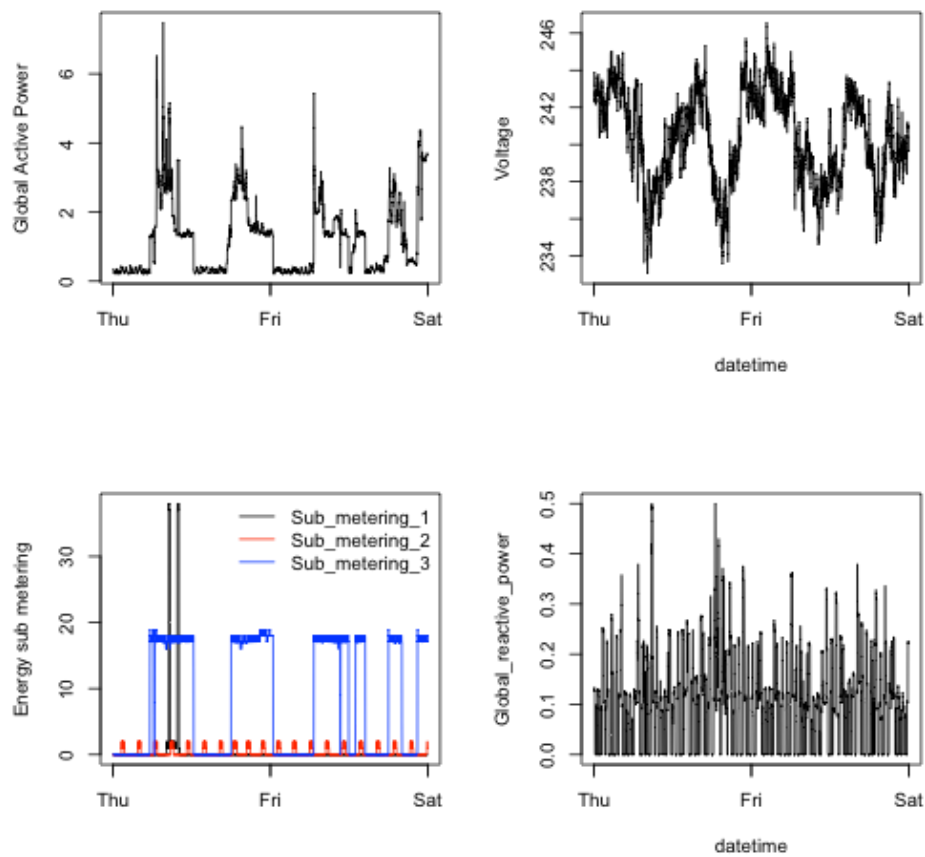 Global Active Power
0
2
4
6
Thu
Fri
Sat
Voltage
234
238
242
246
Thu
Fri
Sat
datetime
Energy sub metering
0
10
20
30
Sub_metering_1
Sub_metering_2
Sub_metering_3
Thu
Fri
Sat
Global_reactive_power
0.0
0.1
0.2
0.3
0.4
0.5
Thu
Fri
Sat
datetime